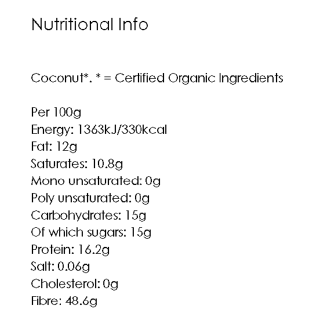 Nutritional Info
Coconut*. * = Certified Organic Ingredients
Per 100g
Energy: 1363kJ/330kcal
Fat: 12g
Saturates: 10.8g
Mono unsaturated: 0g
Poly unsaturated: 0g
Carbohydrates: 15g
Of which sugars: 15g
Protein: 16.2g
Salt: 0.06g
Cholesterol: 0g
Fibre: 48.6g